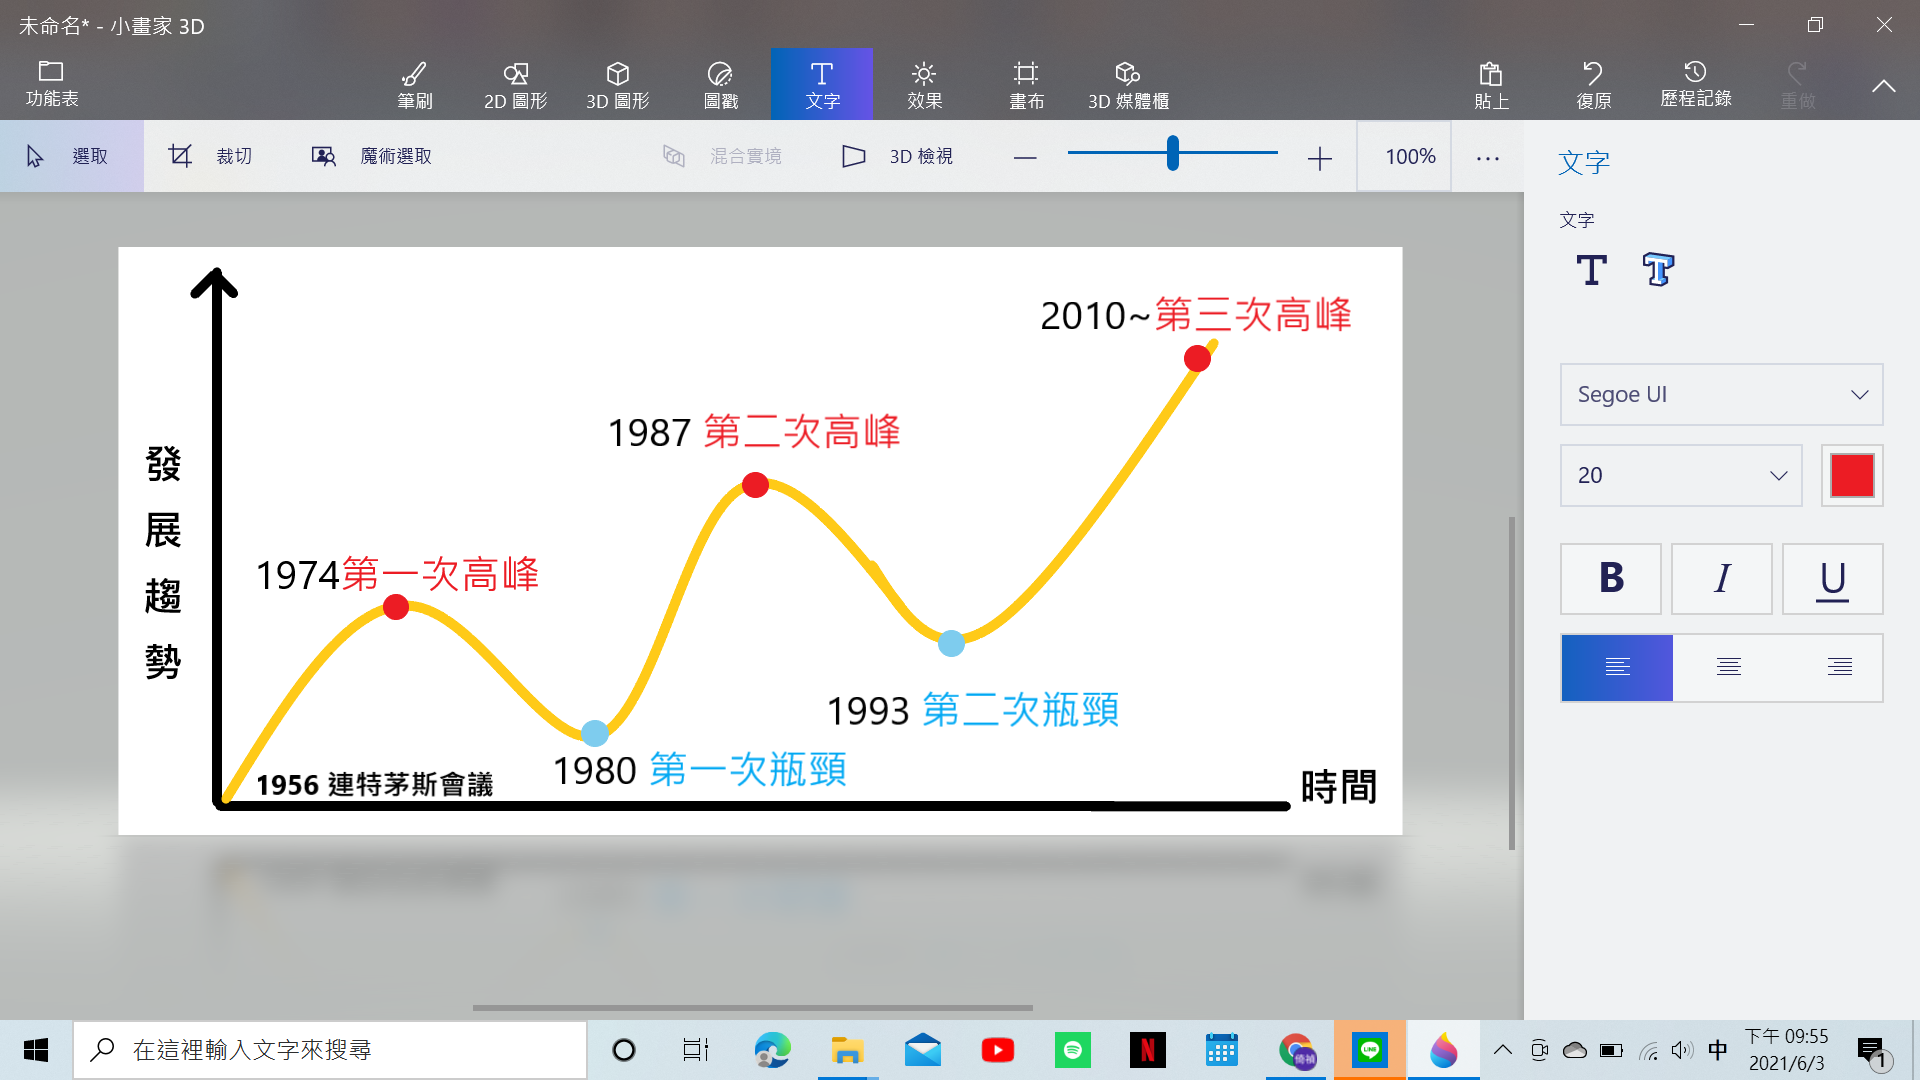 未命名* - 小畫家 3D
功能表
筆刷
2D 圖形
3D 圖形
圖戳
文字
效果
畫布
3D 媒體櫃
貼上
復原
歷程記錄
重做
選取
裁切
魔術選取
混合實境
3D 檢視
100%
文字
文字
Segoe UI
20
B
I
U
發
展
趨
勢
2010~第三次高峰
1987 第二次高峰
1974第一次高峰
1993 第二次瓶頸
1980 第一次瓶頸
1956 連特茅斯會議
時間
在這裡輸入文字來搜尋
中
下午 09:55
2021/6/3
1